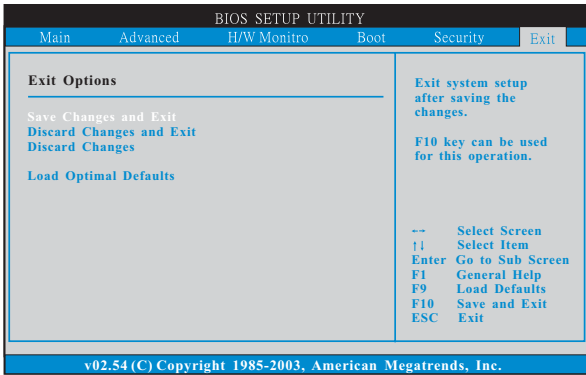 BIOS SETUP UTILITY
Main Advanced H/W Monitro Boot Security Exit
Exit Options
Save Changes and Exit
Discard Changes and Exit
Discard Changes
Load Optimal Defaults
Exit system setup
after saving the
changes.
F10 key can be used
for this operation.
←→ Select Screen
↑↓ Select Item
Enter Go to Sub Screen
F1 General Help
F9 Load Defaults
F10 Save and Exit
ESC Exit
v02.54 (C) Copyright 1985-2003, American Megatrends, Inc.